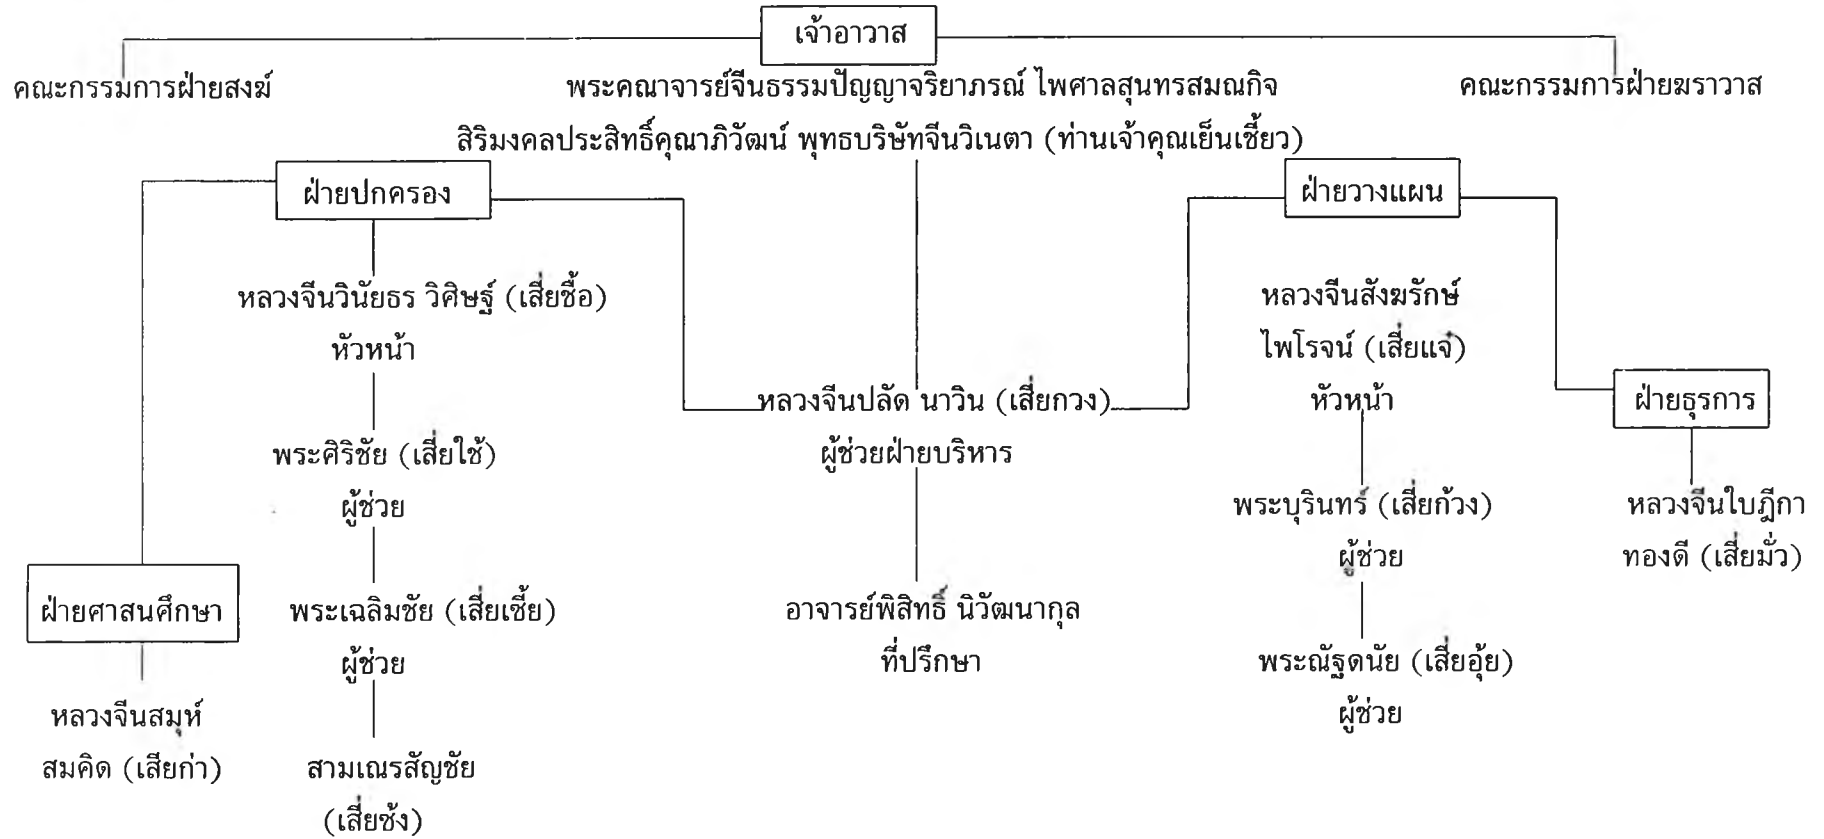 เจ้าอาวาส
คณะกรรมการฝ่ายสงฆ์
พระคณาจารย์จีนธรรมปัญญาจริยาภรณ์ ไพศาลสุนทรสมณกิจ
คณะกรรมการฝ่ายฆราวาส
สิริมงคลประสิทธิ์คุณาภิวัฒน์ พุทธบริษัทจีนวิเนตา (ท่านเจ้าคุณเย็นเชี้ยว)
ฝ่ายปกครอง
หลวงจีนวินัยธร วิศิษฐ์ (เสี่ยชื้อ)
หัวหน้า
พระศิริชัย (เสี่ยใช้)
ผู้ช่วย
พระเฉลิมชัย (เสี่ยเซี้ย)
ผู้ช่วย
สามเณรสัญชัย
(เสี่ยซ้ง)
ฝ่ายศาสนศึกษา
หลวงจีนสมุห์
สมคิด (เสียก่า)
หลวงจีนปลัด นาวิน (เสี่ยกวง)
ผู้ช่วยฝ่ายบริหาร
อาจารย์พิสิทธิ์ นิวัฒนากุล
ที่ปรึกษา
ฝ่ายวางแผน
หลวงจีนสังฆรักษ์
ไพโรจน์ (เสี่ยแจ๋)
หัวหน้า
พระบุรินทร์ (เสี่ยก้วง)
ผู้ช่วย
พระณัฐดนัย (เสี่ยอุ้ย)
ผู้ช่วย
ฝ่ายธุรการ
หลวงจีนใบฎีกา
ทองดี (เสี่ยมั่ว)